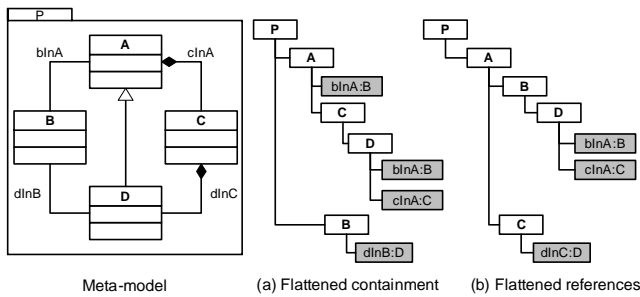 P
A
bInA
cInA
B
C
dInB
D
dInC
Meta-model
P
A
bInA:B
C
D
bInA:B
cInA:C
B
dInB:D
(a) Flattened containment
P
A
B
D
bInA:B
cInA:C
C
dInC:D
(b) Flattened references